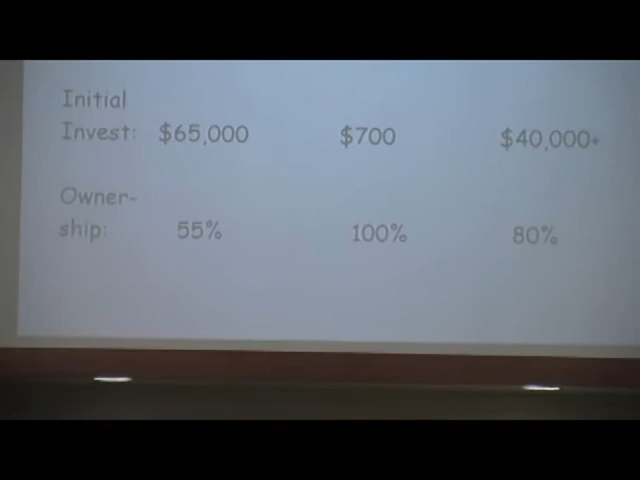 Initial
Invest: $65,000 $700 $40,000+
Owner-
ship: 55% 100% 80%